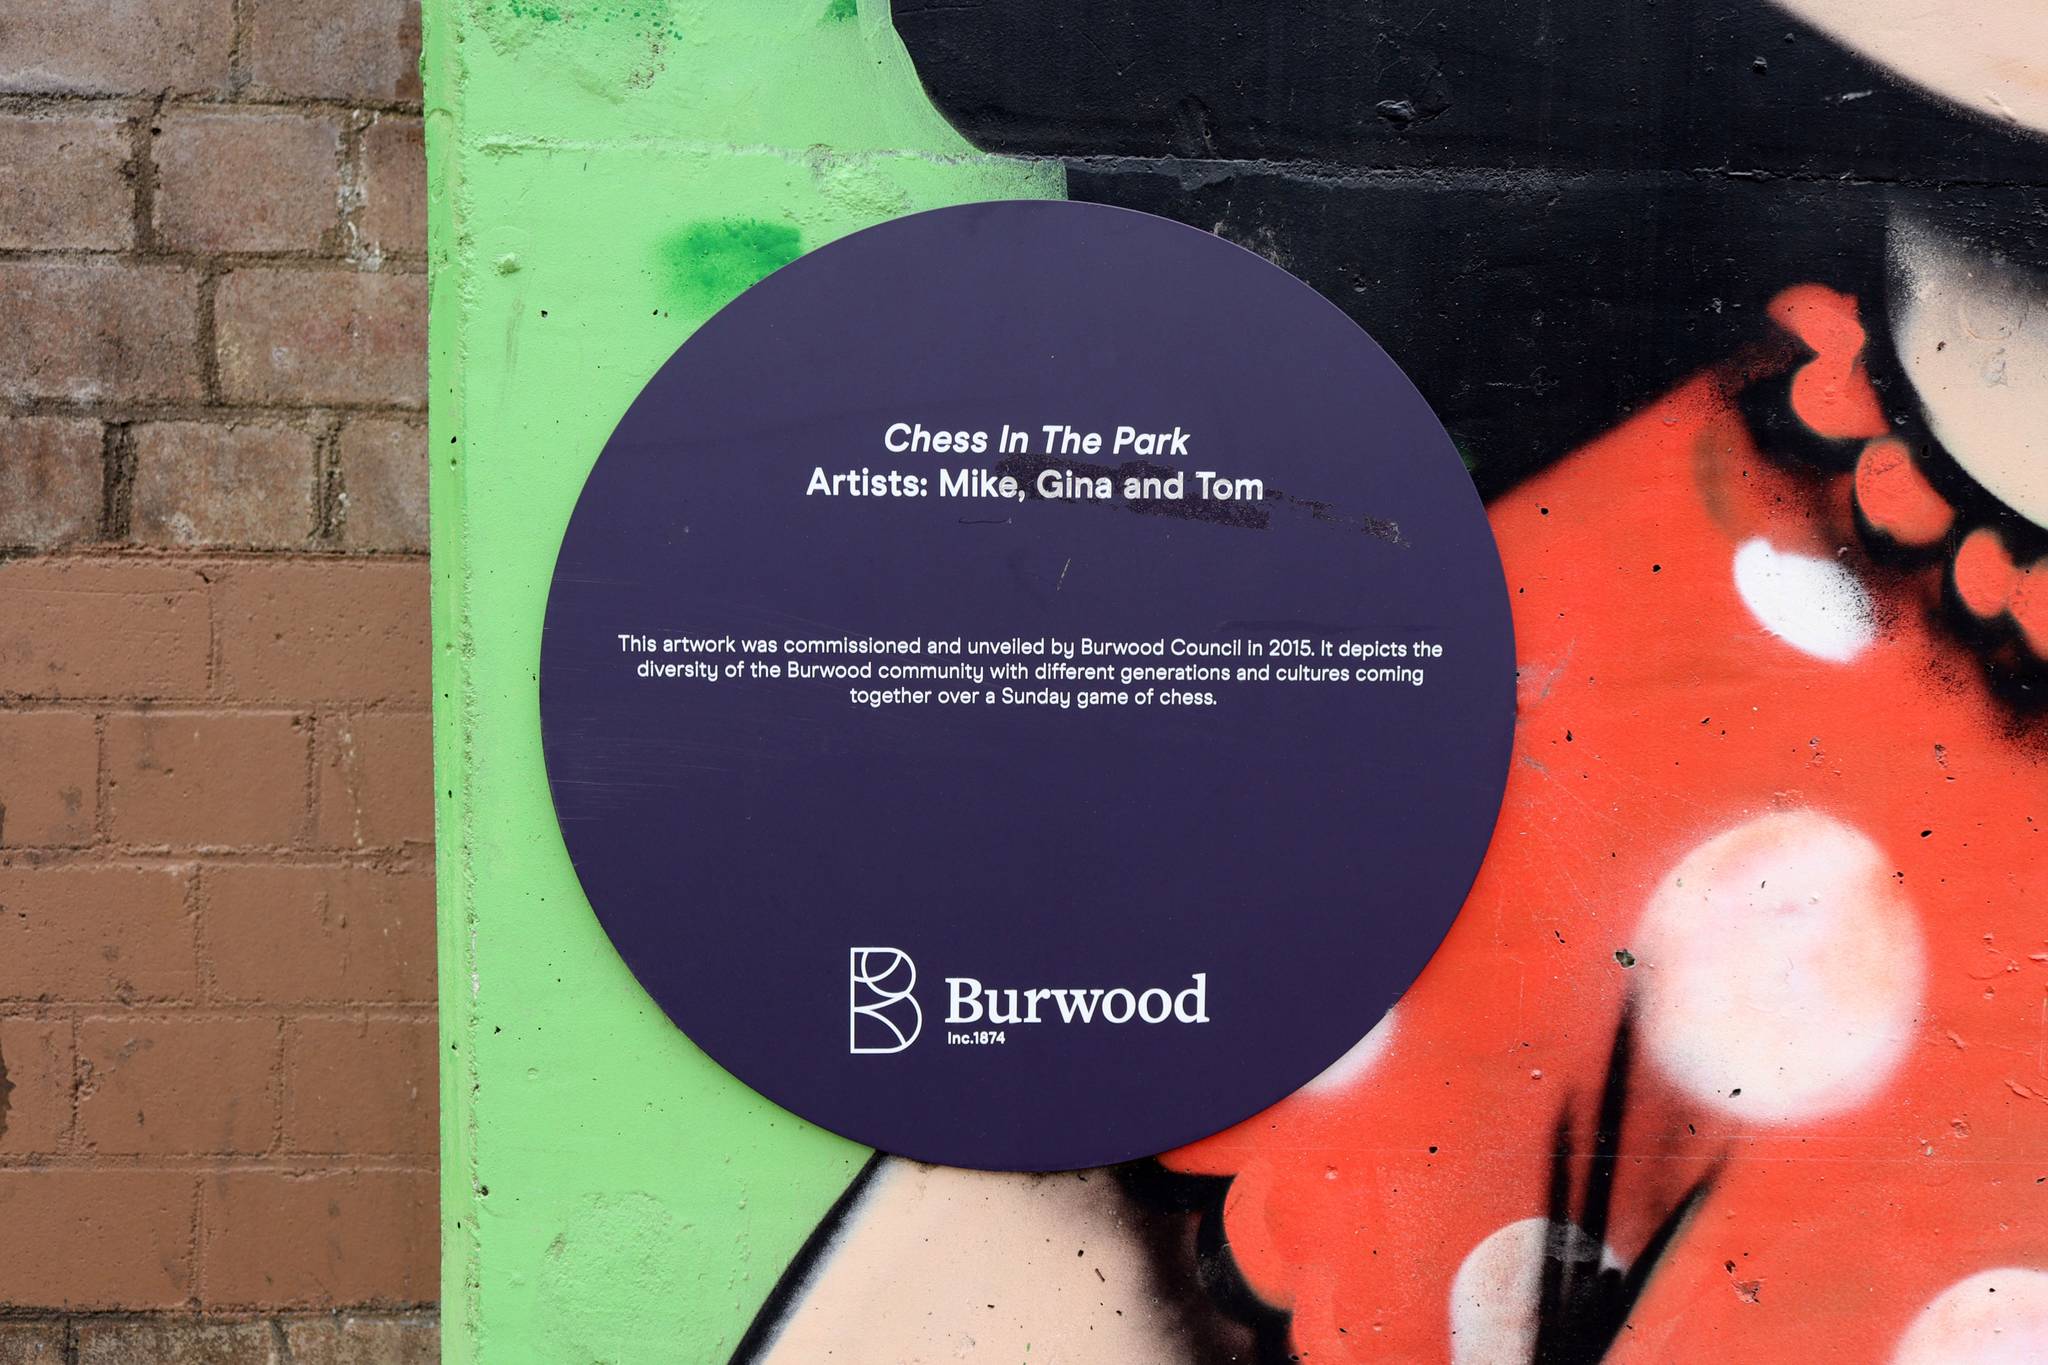 Chess In The Park
Artists: Mike, Gina and Tom
This artwork was commissioned and unveiled by Burwood Council in 2015. It depicts the
diversity of the Burwood community with different generations and cultures coming
together over a Sunday game of chess.
Burwood
Inc.1874